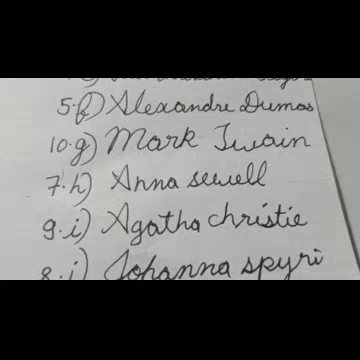 5.f) Alexandre Dumas
10.g) Mark Twain
7.h) Anna sewell
9.i) Agatha christie
8.j) Johanna spyri